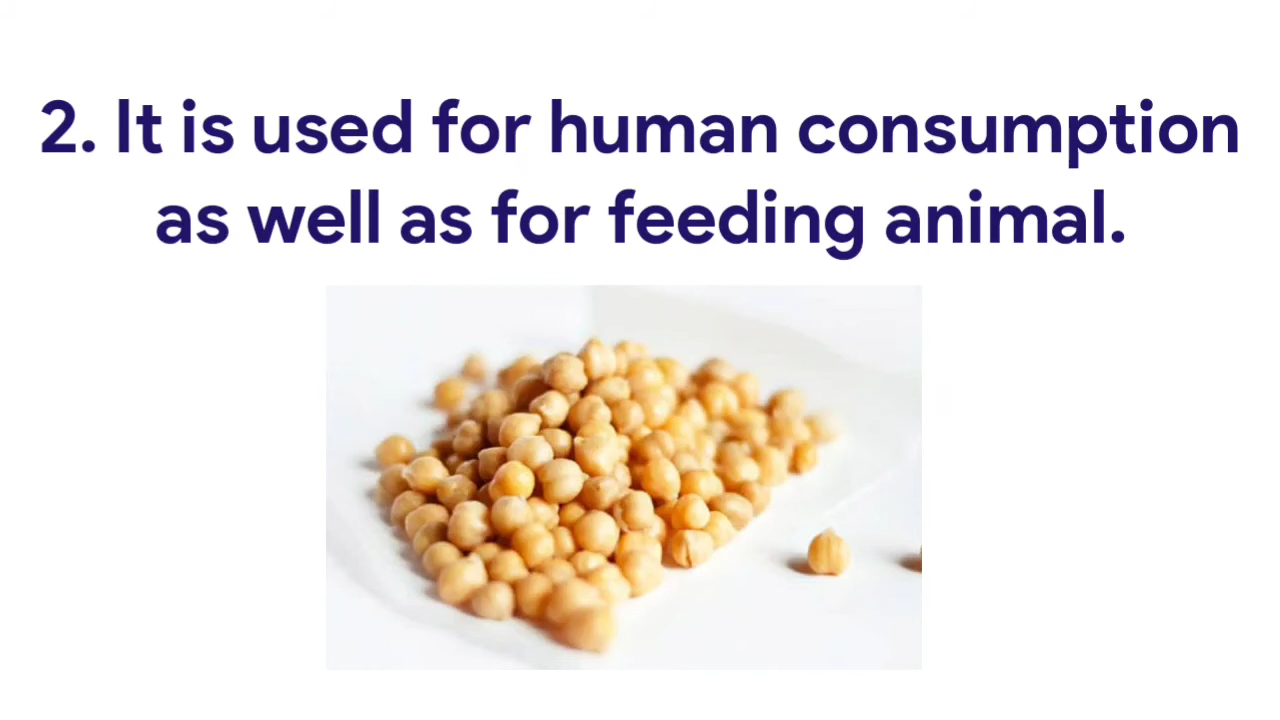 2. It is used for human consumption
as well as for feeding animal.